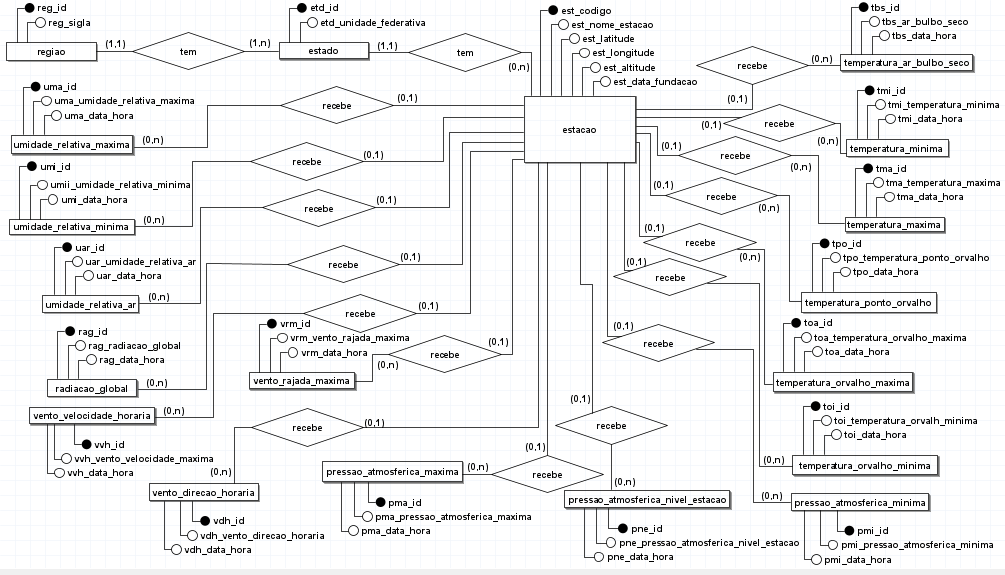 reg_id
reg_sigla
regiao
(1,1)
tem
(1,n)
etd_id
etd_unidade_federativa
estado
(1,1)
tem
(0,n)
est_codigo
est_nome_estacao
est_latitude
est_longitude
est_altitude
est_data_fundacao
estacao
tbs_id
tbs_ar_bulbo_seco
tbs_data_hora
temperatura_ar_bulbo_seco
(0,n)
recebe
(0,1)
uma_id
uma_umidade_relativa_maxima
uma_data_hora
umidade_relativa_maxima
(0,n)
recebe
(0,1)
tmi_id
tmi_temperatura_minima
tmi_data_hora
temperatura_minima
(0,n)
recebe
(0,1)
umi_id
umii_umidade_relativa_minima
umi_data_hora
umidade_relativa_minima
(0,n)
recebe
(0,1)
tma_id
tma_temperatura_maxima
tma_data_hora
temperatura_maxima
(0,n)
recebe
(0,1)
uar_id
uar_umidade_relativa_ar
uar_data_hora
umidade_relativa_ar
(0,n)
recebe
(0,1)
tpo_id
tpo_temperatura_ponto_orvalho
tpo_data_hora
temperatura_ponto_orvalho
(0,n)
recebe
(0,1)
rag_id
rag_radiacao_global
rag_data_hora
radiacao_global
(0,n)
recebe
(0,1)
toa_id
toa_temperatura_orvalho_maxima
toa_data_hora
temperatura_orvalho_maxima
(0,n)
recebe
(0,1)
vento_velocidade_horaria
(0,n)
recebe
(0,1)
vvh_id
vvh_vento_velocidade_maxima
vvh_data_hora
vrm_id
vrm_vento_rajada_maxima
vrm_data_hora
vento_rajada_maxima
(0,n)
recebe
(0,1)
toi_id
toi_temperatura_orvalh_minima
toi_data_hora
temperatura_orvalho_minima
(0,n)
recebe
(0,1)
vento_direcao_horaria
(0,n)
recebe
(0,1)
vdh_id
vdh_vento_direcao_horaria
vdh_data_hora
pressao_atmosferica_maxima
(0,n)
recebe
(0,1)
pma_id
pma_pressao_atmosferica_maxima
pma_data_hora
pressao_atmosferica_nivel_estacao
(0,n)
recebe
(0,1)
pne_id
pne_pressao_atmosferica_nivel_estacao
pne_data_hora
pressao_atmosferica_minima
(0,n)
recebe
(0,1)
pmi_id
pmi_pressao_atmosferica_minima
pmi_data_hora